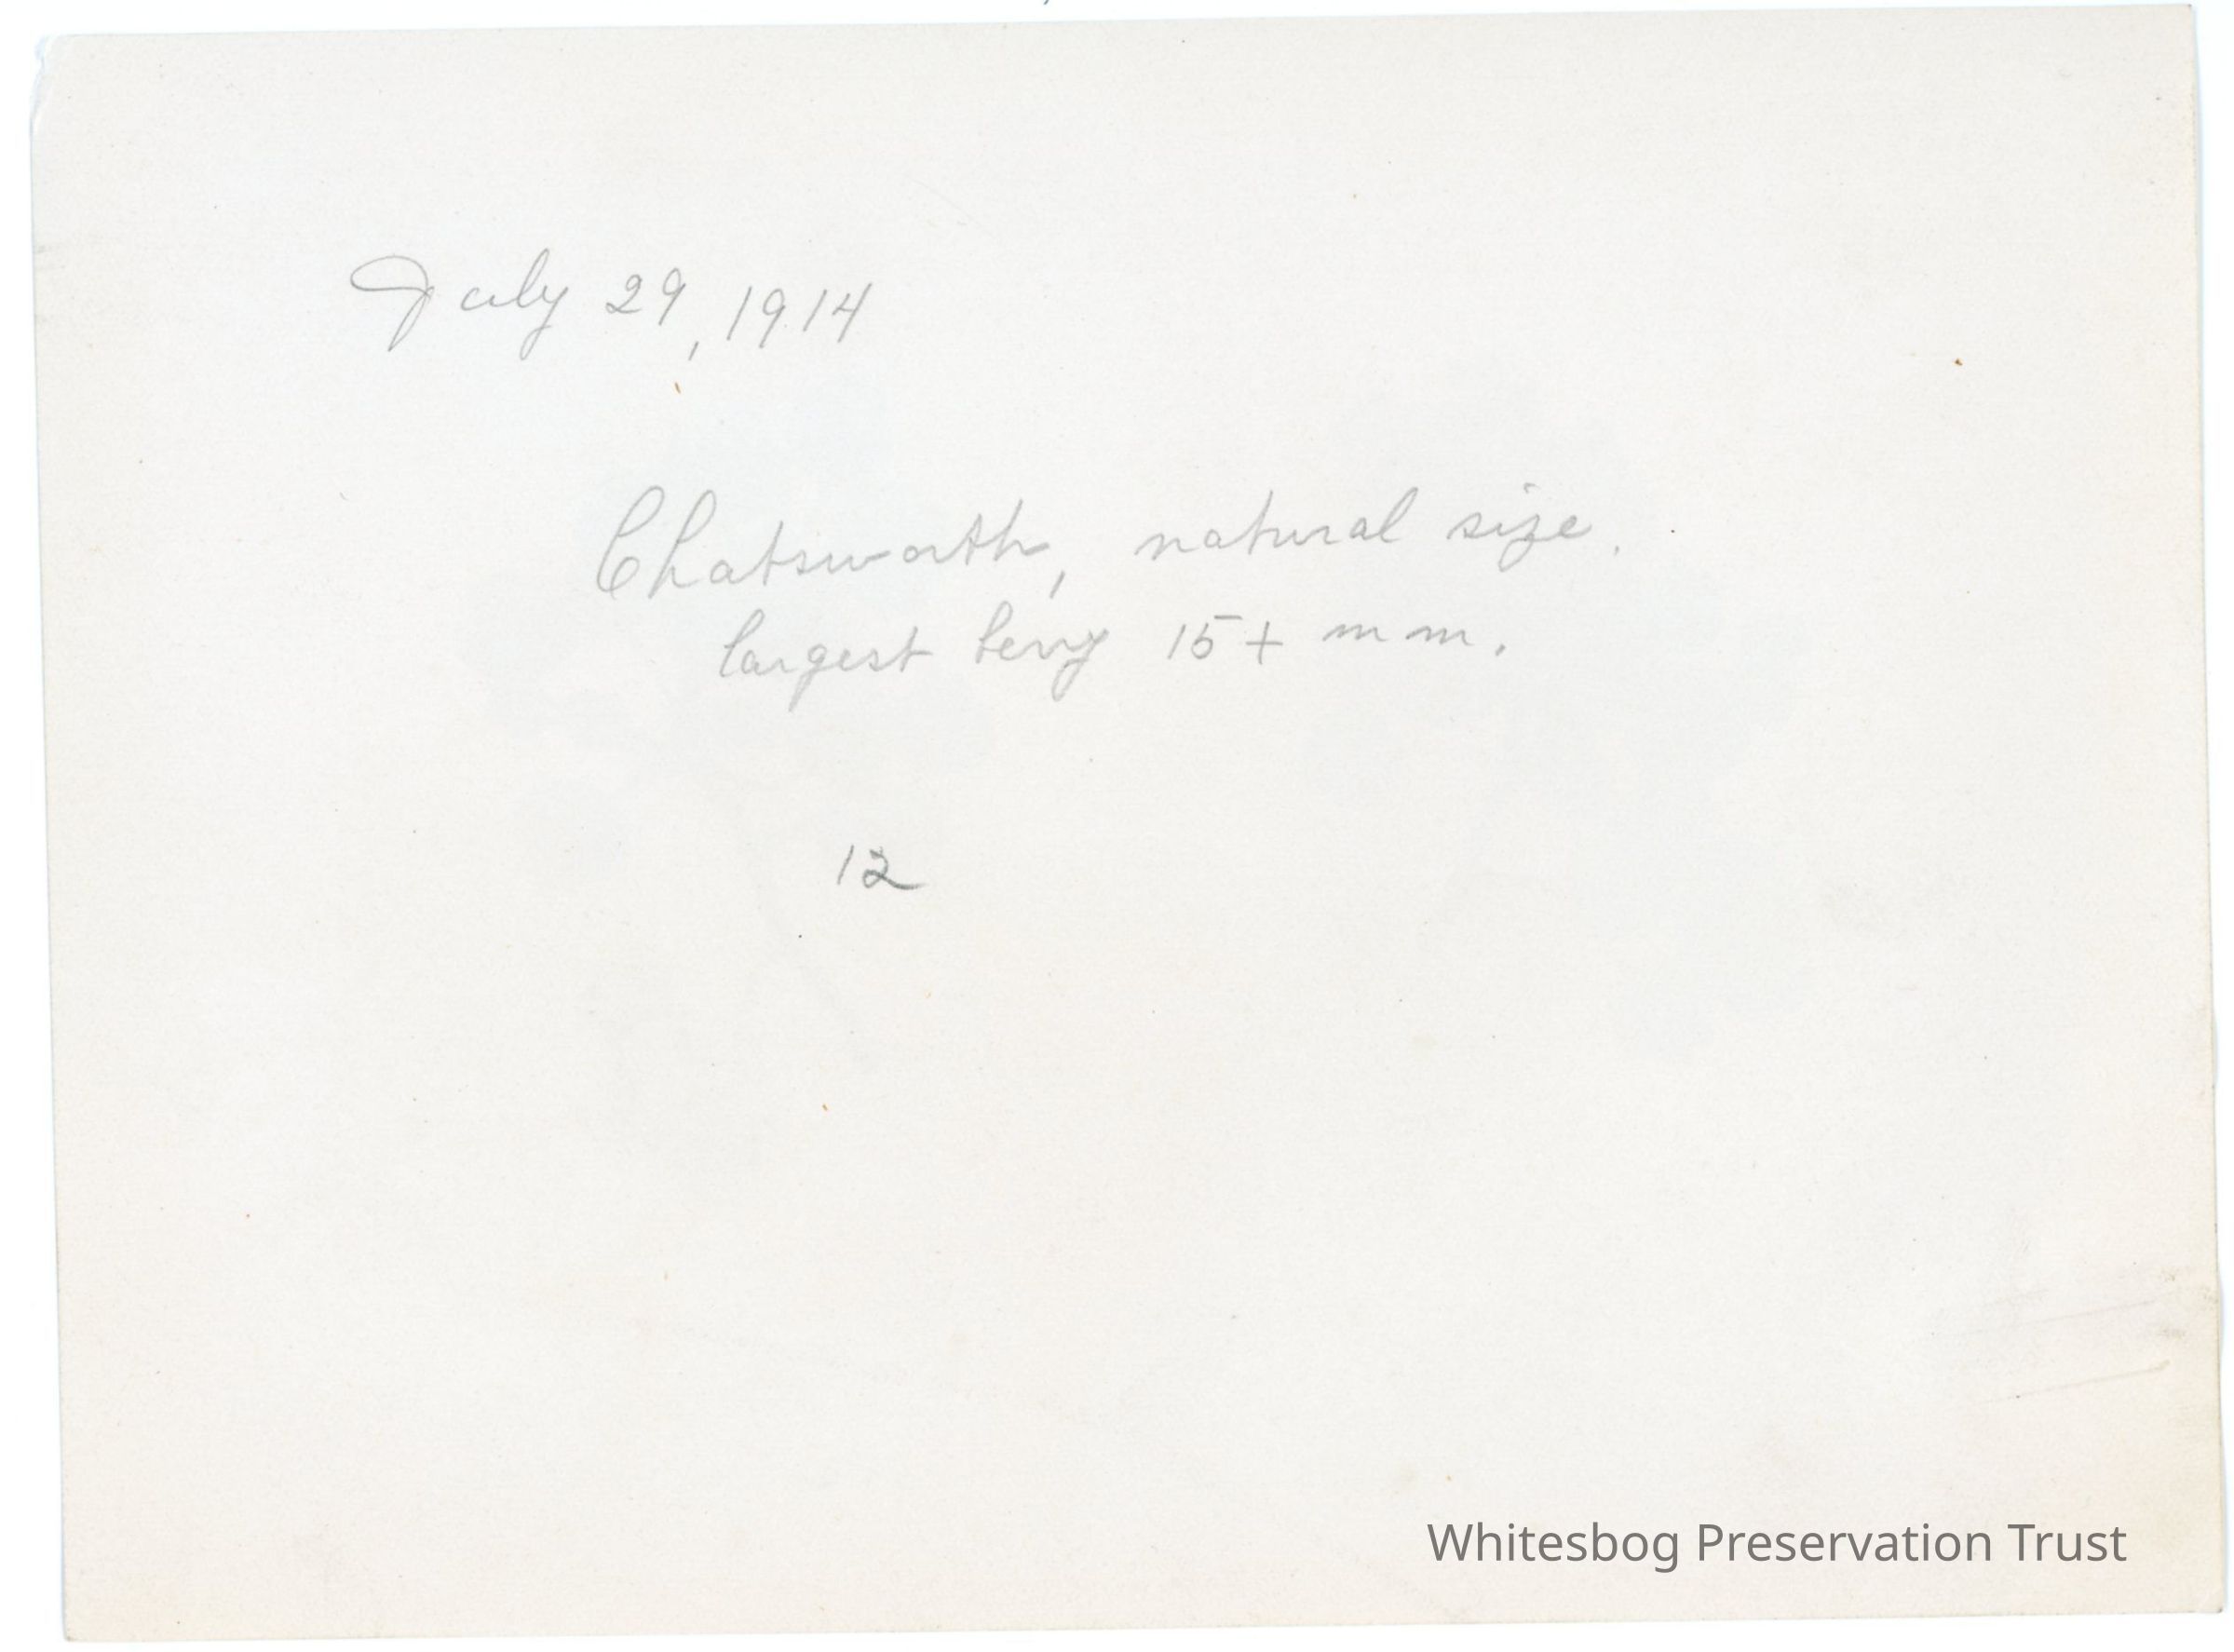 July 29, 1914
Chatsworth, natural size.
largest berry 15+ mm.
12
Whitesbog Preservation Trust